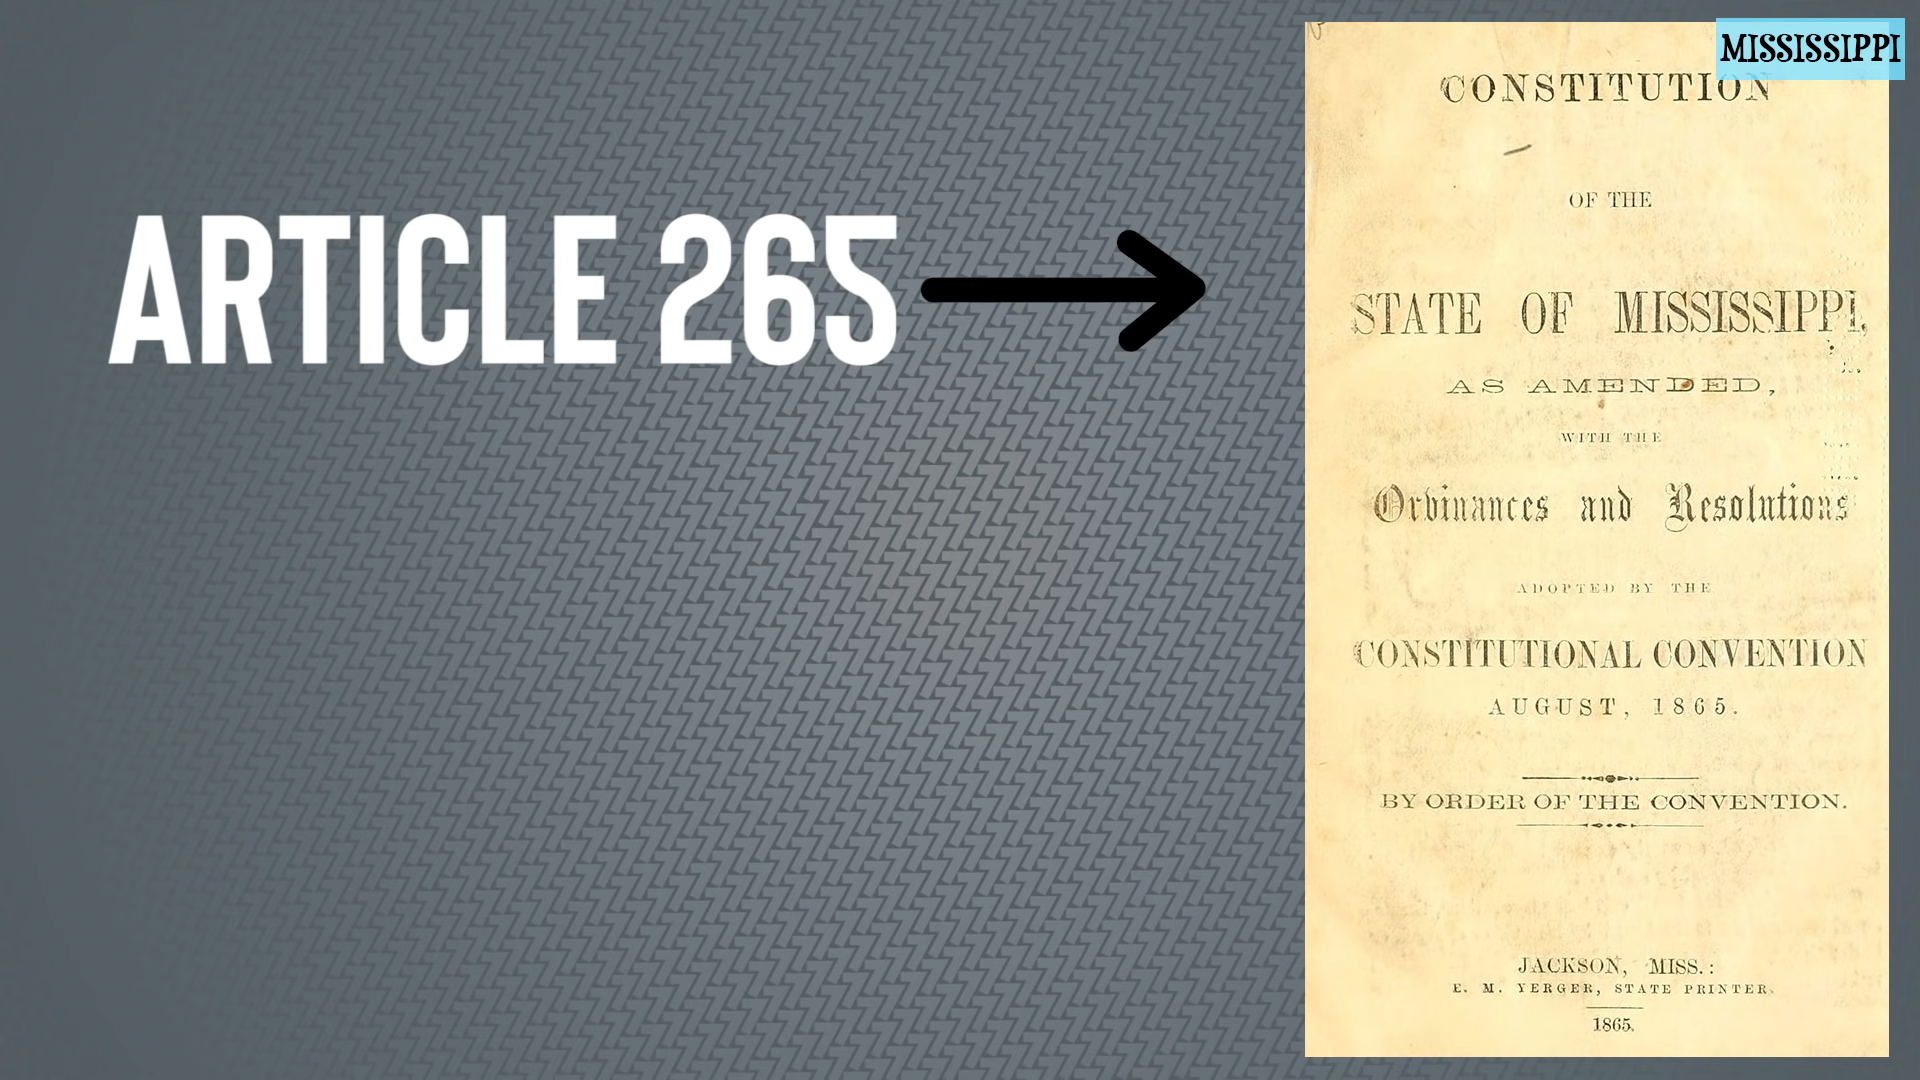 MISSISSIPPI
ARTICLE 265
CONSTITUTION
OF THE
STATE OF MISSISSIPPI,
AS AMENDED,
WITH THE
Ordinances and Resolutions
ADOPTED BY THE
CONSTITUTIONAL CONVENTION
AUGUST, 1865.
BY ORDER OF THE CONVENTION.
JACKSON, MISS.:
E. M. YERGER, STATE PRINTER.
1865.